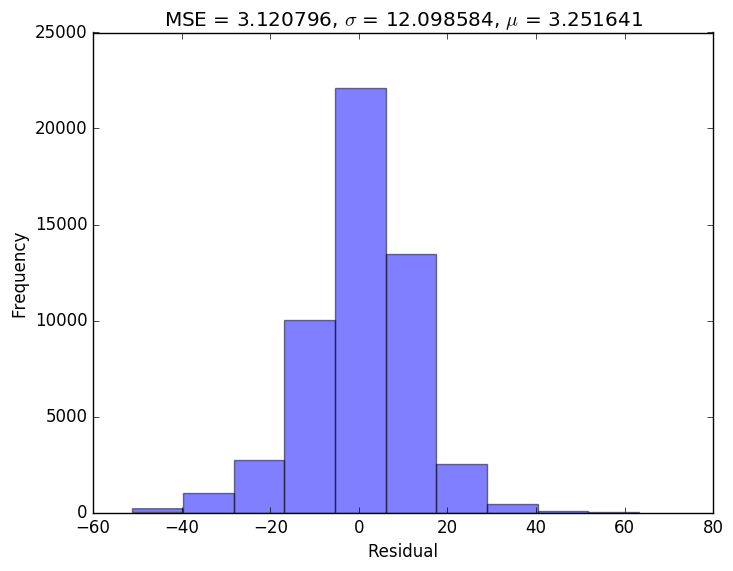 MSE = 3.120796, σ = 12.098584, μ = 3.251641
25000
20000
15000
10000
5000
0
Frequency
−60 −40 −20 0 20 40 60 80
Residual